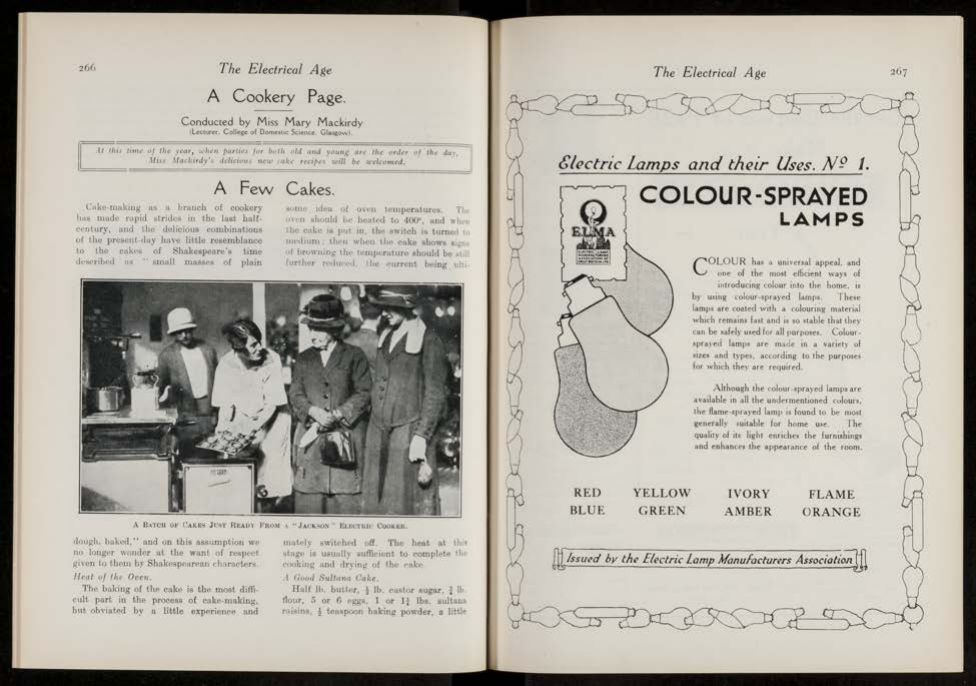 266
The Electrical Age
A Cookery Page.
Conducted by Miss Mary Mackirdy
(Lecturer, College of Domestic Science, Glasgow).
At this time of the year, when parties for both old and young are the order of the day,
Miss Mackirdy's delicious new cake recipes will be welcomed.
A Few Cakes.
Cake-making as a branch of cookery
has made rapid strides in the last half-
century, and the delicious combinations
of the present-day have little resemblance
to the cakes of Shakespeare's time
described as "small masses of plain
some idea of oven temperatures. The
oven should be heated to 400°, and when
the cake is put in, the switch is turned to
medium; then when the cake shows signs
of browning the temperature should be still
further reduced, the current being ulti-
A Batch of Cakes Just Ready From a "Jackson" Electric Cooker.
dough, baked," and on this assumption we
no longer wonder at the want of respect
given to them by Shakespearean characters.
Heat of the Oven.
The baking of the cake is the most diffi-
cult part in the process of cake-making,
but obviated by a little experience and
mately switched off. The heat at this
stage is usually sufficient to complete the
cooking and drying of the cake
A Good Sultana Cake.
Half lb. butter, ½ lb. castor sugar, ¾ lb.
flour, 5 or 6 eggs, 1 or 1¼ lbs. sultana
raisins, ½ teaspoon baking powder, a little
The Electrical Age
267
Electric Lamps and their Uses. Nº 1.
COLOUR-SPRAYED
LAMPS
ELMA
COLOUR has a universal appeal, and
one of the most efficient ways of
introducing colour into the home, is
by using colour-sprayed lamps. These
lamps are coated with a colouring material
which remains fast and is so stable that they
can be safely used for all purposes. Colour-
sprayed lamps are made in a variety of
sizes and types, according to the purposes
for which they are required.
Although the colour-sprayed lamps are
available in all the undermentioned colours,
the flame-sprayed lamp is found to be most
generally suitable for home use. The
quality of its light enriches the furnishings
and enhances the appearance of the room.
RED YELLOW IVORY FLAME
BLUE GREEN AMBER ORANGE
Issued by the Electric Lamp Manufacturers Association